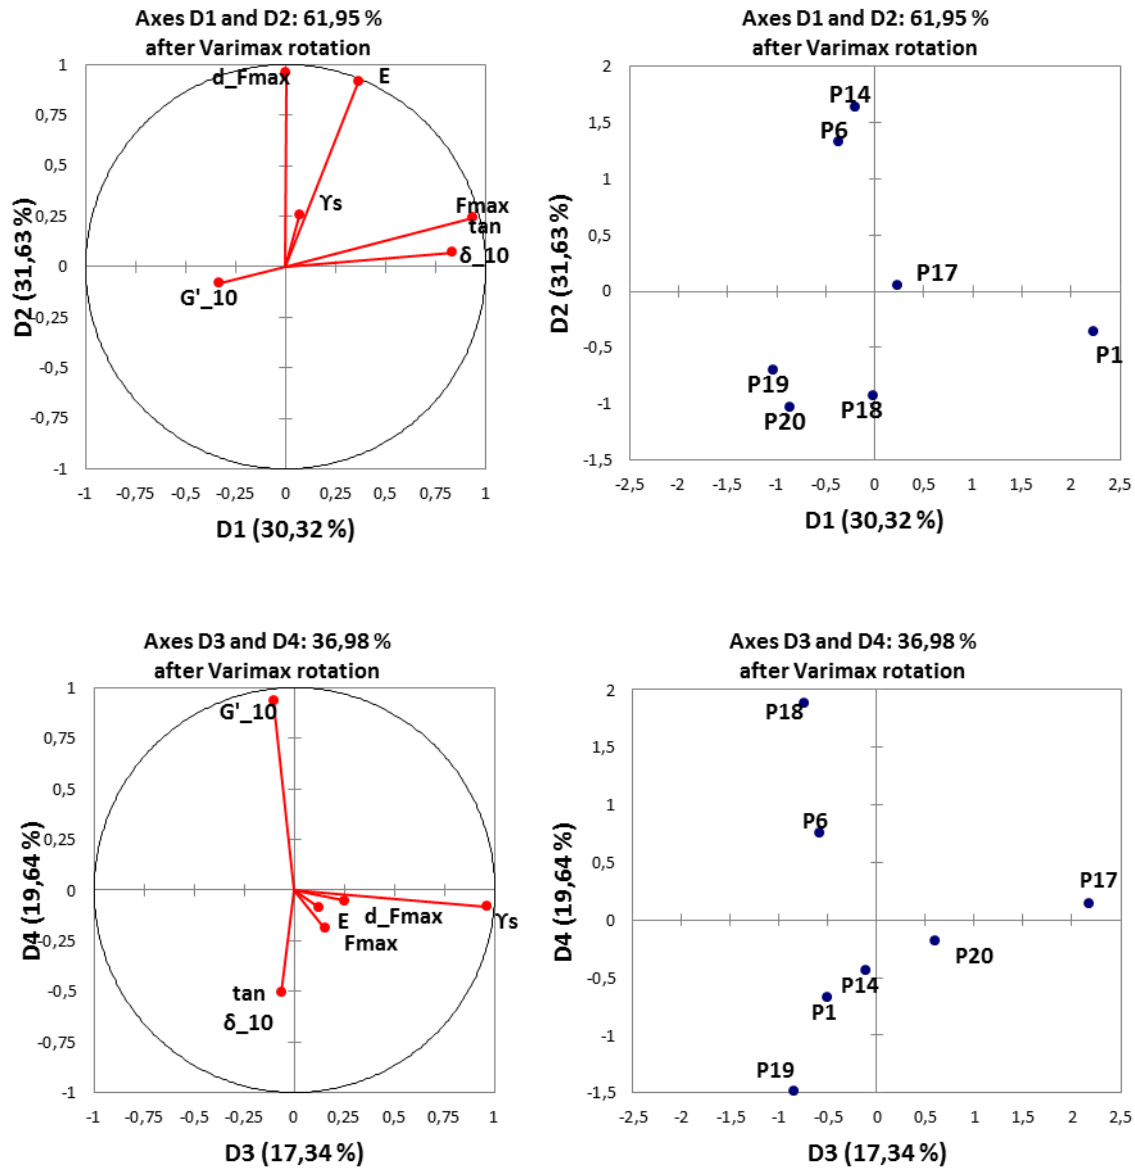 Axes D1 and D2: 61,95 %
after Varimax rotation
D2 (31,63 %)
1
0,75
0,5
0,25
0
-0,25
-0,5
-0,75
-1
d_Fmax
E
ϒs
Fmax
tan
δ_10
G'_10
-1
-0,75
-0,5
-0,25
0
0,25
0,5
0,75
1
D1 (30,32 %)
Axes D1 and D2: 61,95 %
after Varimax rotation
D2 (31,63 %)
2
1,5
1
0,5
0
-0,5
-1
-1,5
P14
P6
P17
P1
P19
P20
P18
-2,5
-2
-1,5
-1
-0,5
0
0,5
1
1,5
2
2,5
D1 (30,32 %)
Axes D3 and D4: 36,98 %
after Varimax rotation
D4 (19,64 %)
1
0,75
0,5
0,25
0
-0,25
-0,5
-0,75
-1
G'_10
d_Fmax
ϒs
E
Fmax
tan
δ_10
-1
-0,75
-0,5
-0,25
0
0,25
0,5
0,75
1
D3 (17,34 %)
Axes D3 and D4: 36,98 %
after Varimax rotation
D4 (19,64 %)
2
1,5
1
0,5
0
-0,5
-1
-1,5
P18
P6
P17
P20
P14
P1
P19
-2,5
-2
-1,5
-1
-0,5
0
0,5
1
1,5
2
2,5
D3 (17,34 %)